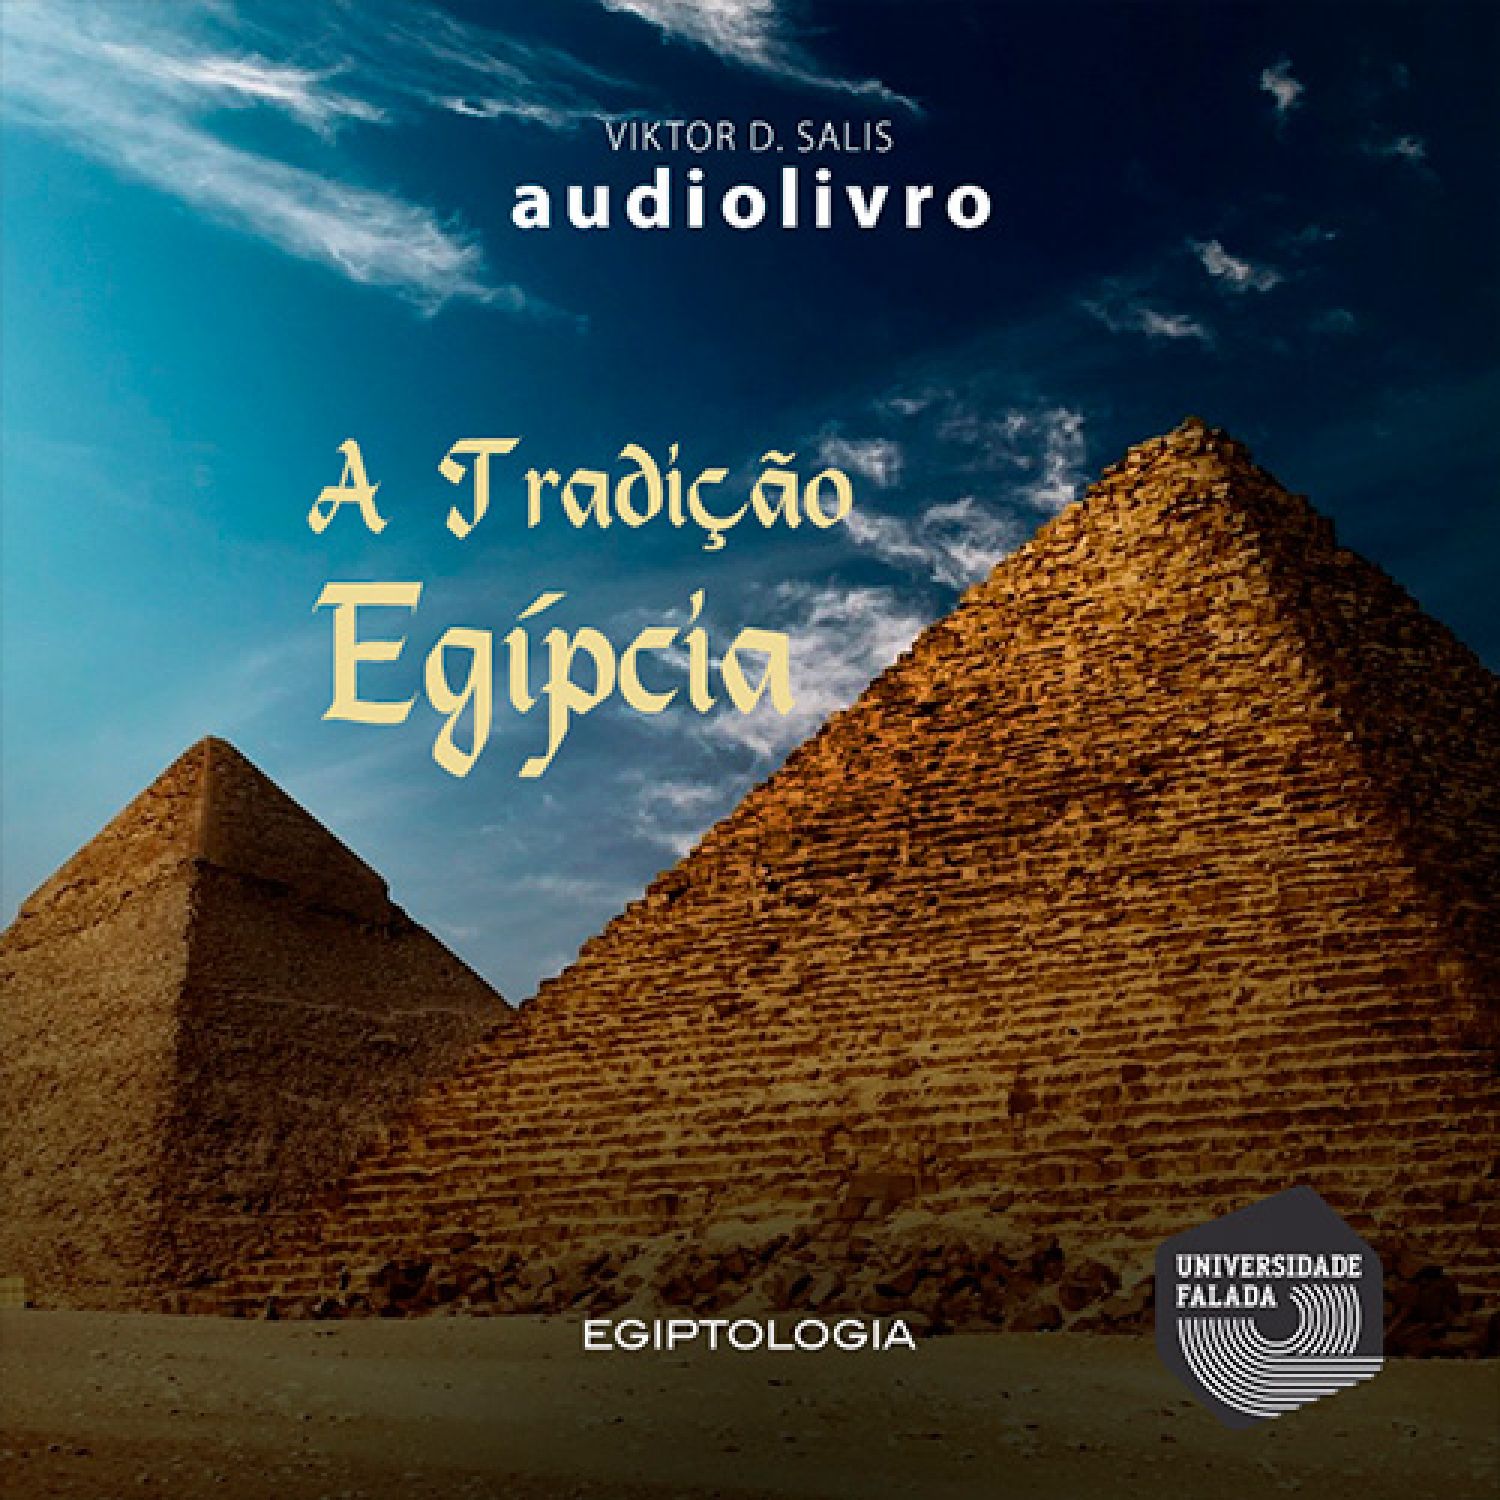 VIKTOR D. SALIS
audiolivro
A Tradição
Egípcia
UNIVERSIDADE
FALADA
EGIPTOLOGIA